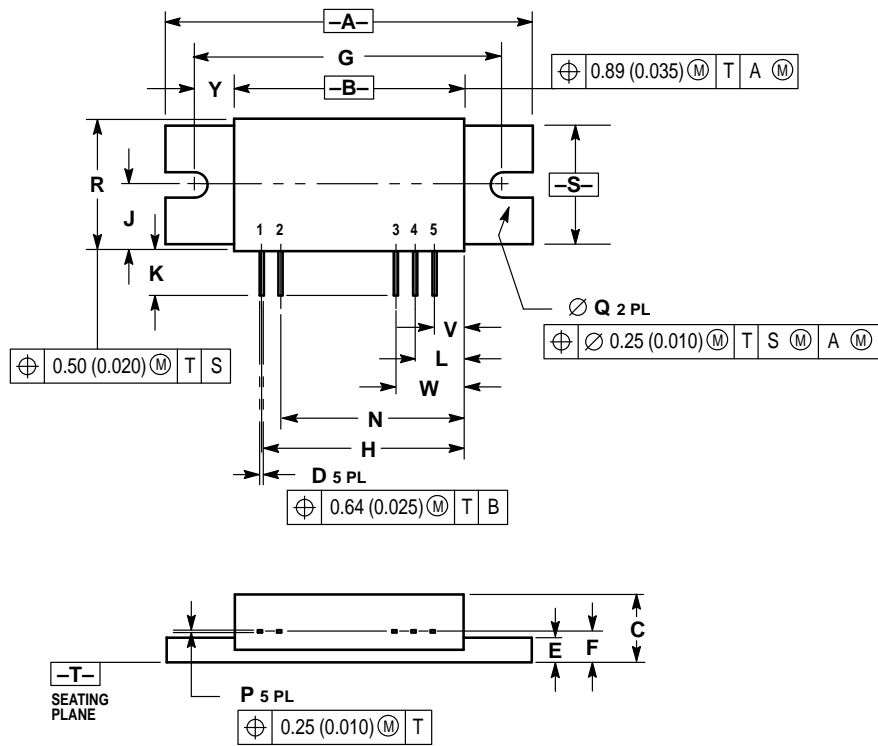 –A–
G
Y
–B–
⌖ 0.89 (0.035) Ⓜ T A Ⓜ
R
–S–
J
1 2 3 4 5
K
∅ Q 2 PL
V
⌖ ∅ 0.25 (0.010) Ⓜ T S Ⓜ A Ⓜ
⌖ 0.50 (0.020) Ⓜ T S
L
W
N
H
D 5 PL
⌖ 0.64 (0.025) Ⓜ T B
C
E
F
–T–
SEATING
PLANE
P 5 PL
⌖ 0.25 (0.010) Ⓜ T